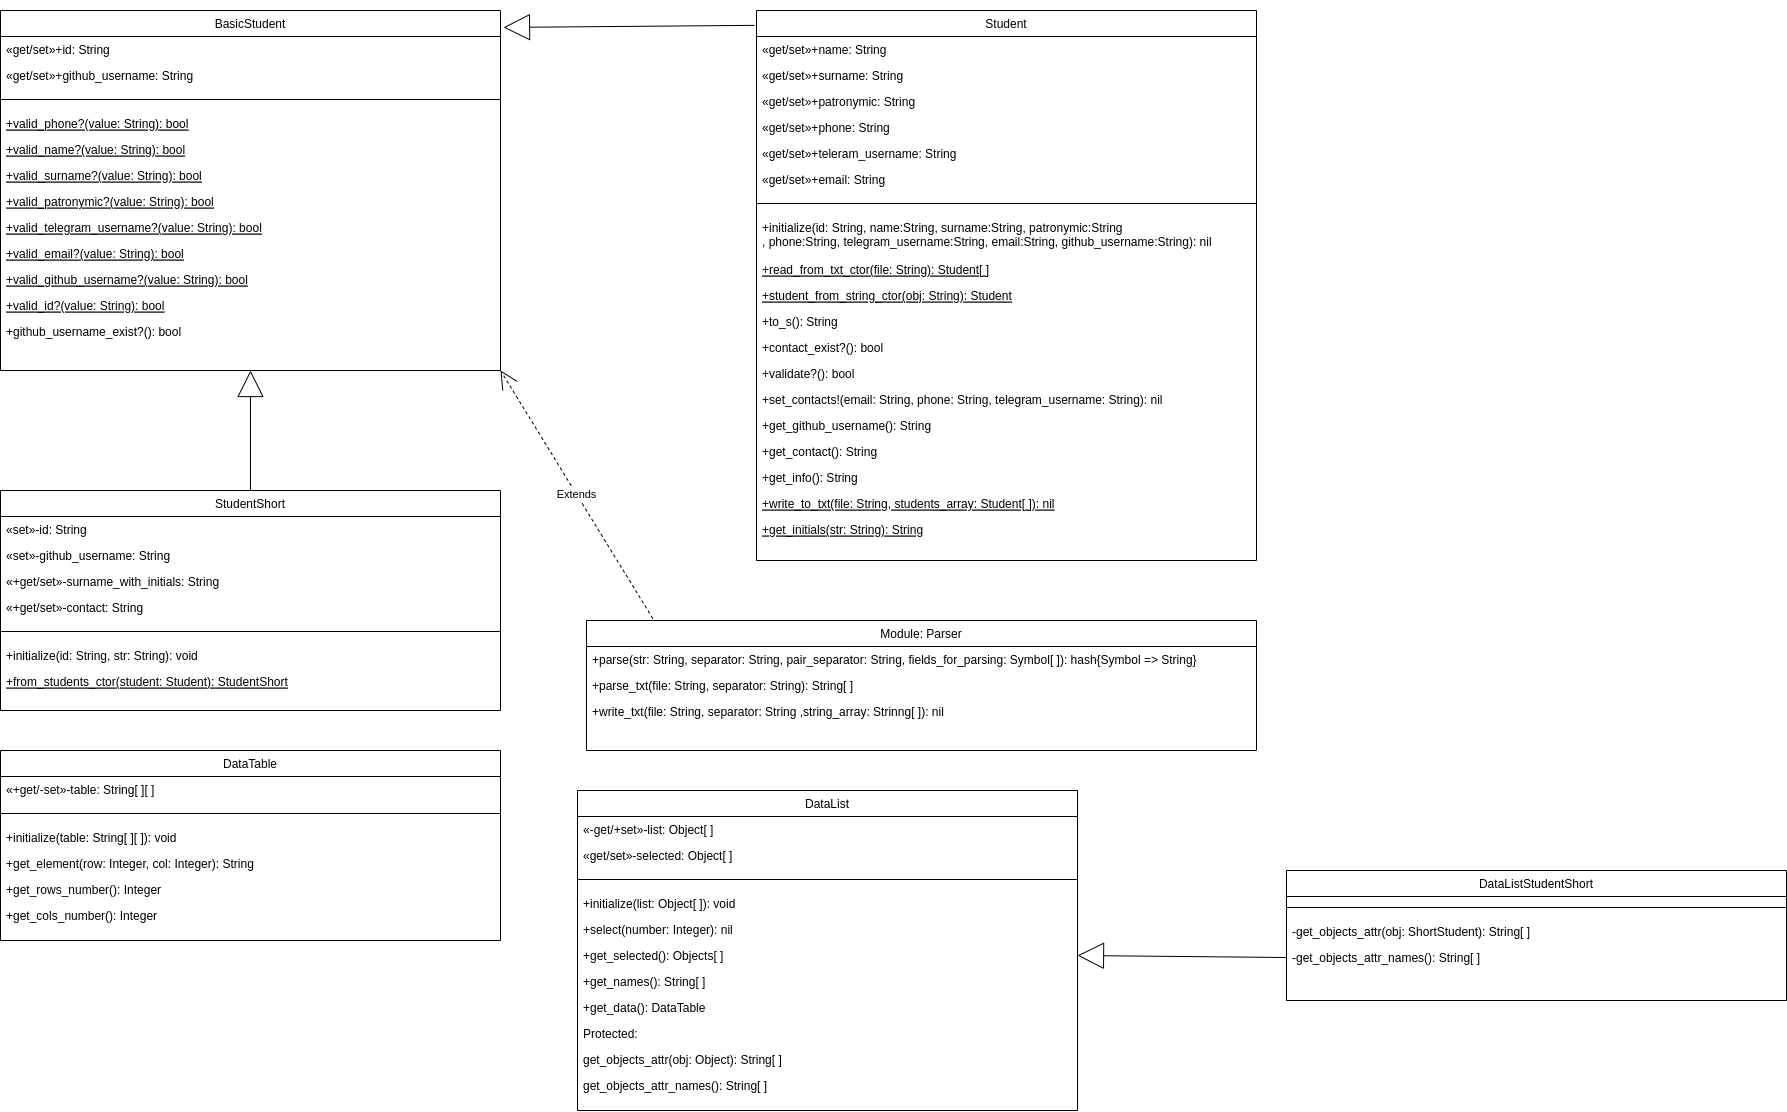 BasicStudent
«get/set»+id: String
«get/set»+github_username: String
+valid_phone?(value: String): bool
+valid_name?(value: String): bool
+valid_surname?(value: String): bool
+valid_patronymic?(value: String): bool
+valid_telegram_username?(value: String): bool
+valid_email?(value: String): bool
+valid_github_username?(value: String): bool
+valid_id?(value: String): bool
+github_username_exist?(): bool
Student
«get/set»+name: String
«get/set»+surname: String
«get/set»+patronymic: String
«get/set»+phone: String
«get/set»+teleram_username: String
«get/set»+email: String
+initialize(id: String, name:String, surname:String, patronymic:String
, phone:String, telegram_username:String, email:String, github_username:String): nil
+read_from_txt_ctor(file: String): Student[ ]
+student_from_string_ctor(obj: String): Student
+to_s(): String
+contact_exist?(): bool
+validate?(): bool
+set_contacts!(email: String, phone: String, telegram_username: String): nil
+get_github_username(): String
+get_contact(): String
+get_info(): String
+write_to_txt(file: String, students_array: Student[ ]): nil
+get_initials(str: String): String
Extends
StudentShort
«set»-id: String
«set»-github_username: String
«+get/set»-surname_with_initials: String
«+get/set»-contact: String
+initialize(id: String, str: String): void
+from_students_ctor(student: Student): StudentShort
Module: Parser
+parse(str: String, separator: String, pair_separator: String, fields_for_parsing: Symbol[ ]): hash{Symbol => String}
+parse_txt(file: String, separator: String): String[ ]
+write_txt(file: String, separator: String ,string_array: Strinng[ ]): nil
DataTable
«+get/-set»-table: String[ ][ ]
+initialize(table: String[ ][ ]): void
+get_element(row: Integer, col: Integer): String
+get_rows_number(): Integer
+get_cols_number(): Integer
DataList
«-get/+set»-list: Object[ ]
«get/set»-selected: Object[ ]
+initialize(list: Object[ ]): void
+select(number: Integer): nil
+get_selected(): Objects[ ]
+get_names(): String[ ]
+get_data(): DataTable
Protected:
get_objects_attr(obj: Object): String[ ]
get_objects_attr_names(): String[ ]
DataListStudentShort
-get_objects_attr(obj: ShortStudent): String[ ]
-get_objects_attr_names(): String[ ]